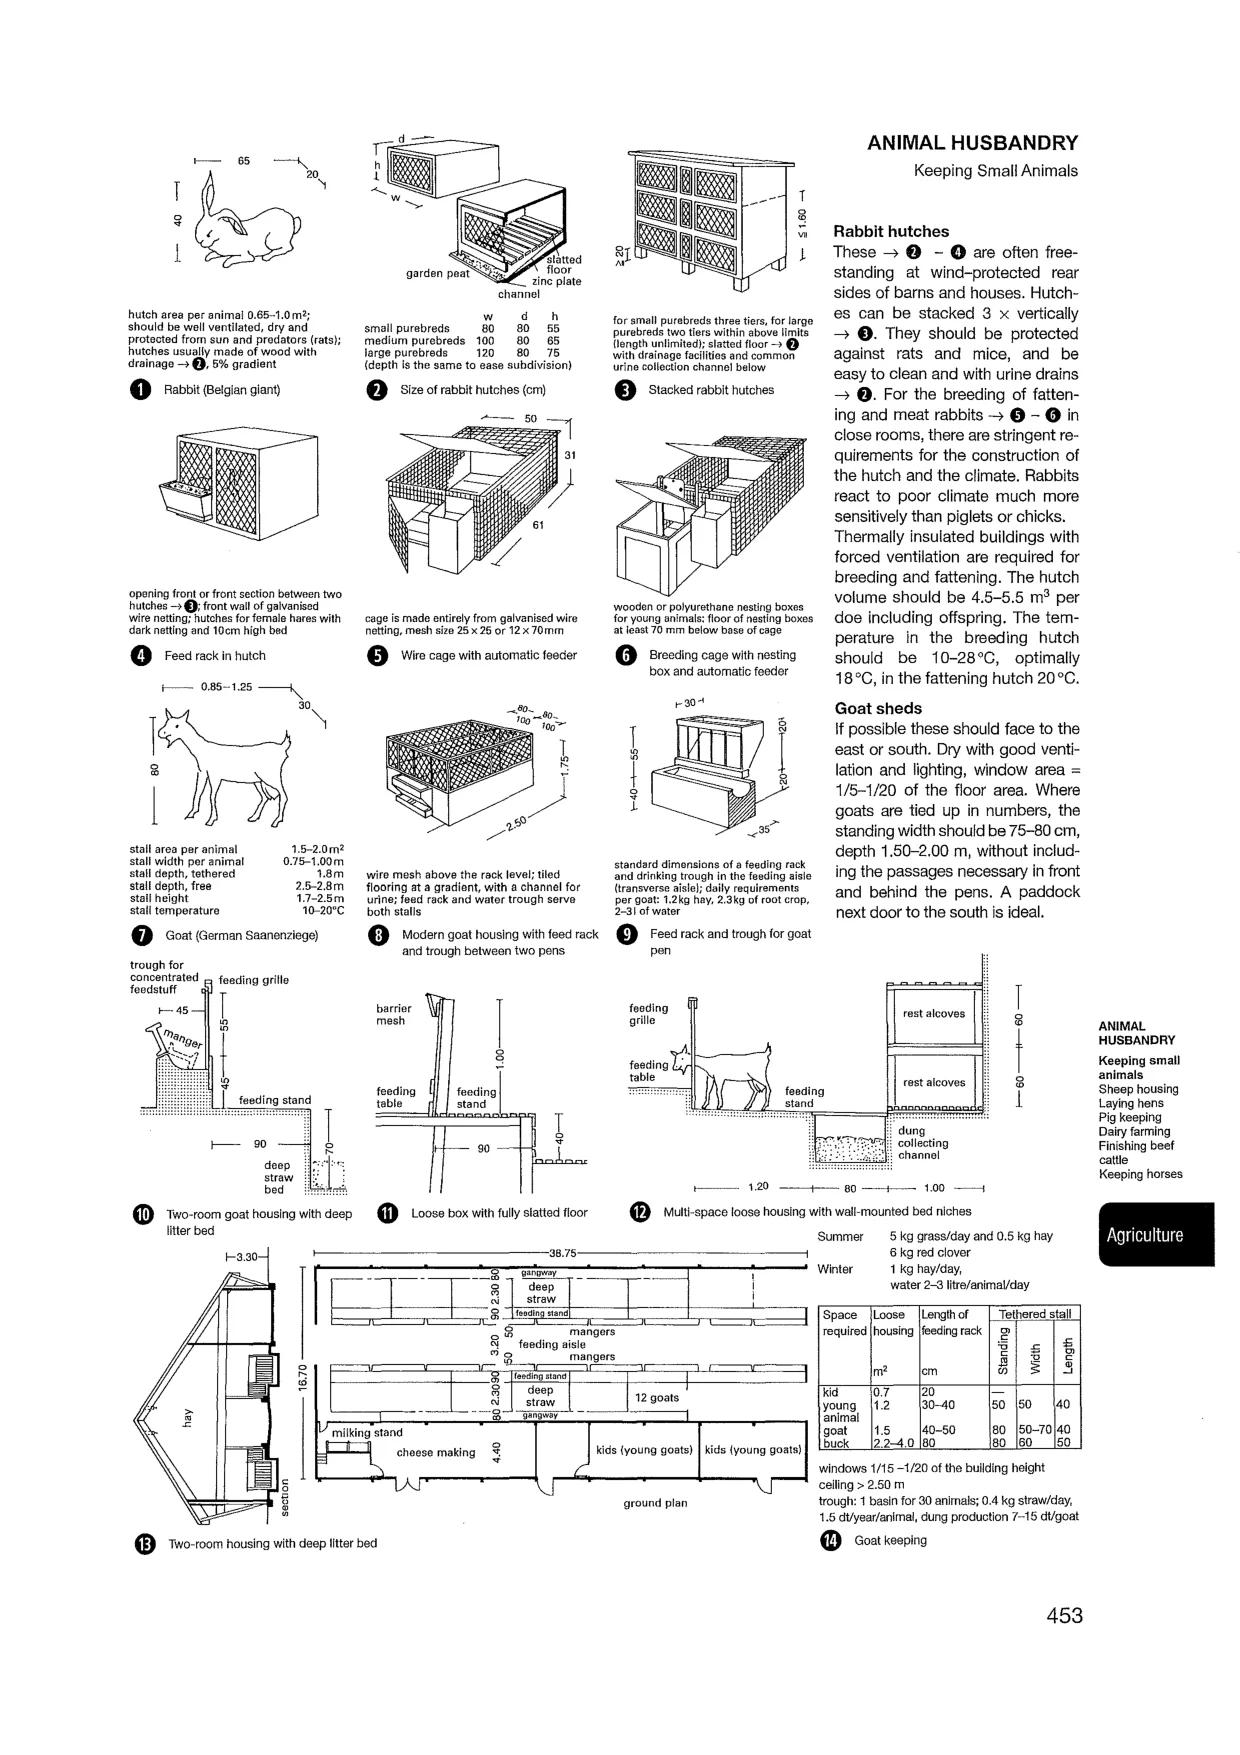 ANIMAL HUSBANDRY
Keeping Small Animals
Rabbit hutches
These → 2 – 4 are often free-
standing at wind-protected rear
sides of barns and houses. Hutch-
es can be stacked 3 x vertically
→ 3. They should be protected
against rats and mice, and be
easy to clean and with urine drains
→ 2. For the breeding of fatten-
ing and meat rabbits → 5 – 6 in
close rooms, there are stringent re-
quirements for the construction of
the hutch and the climate. Rabbits
react to poor climate much more
sensitively than piglets or chicks.
Thermally insulated buildings with
forced ventilation are required for
breeding and fattening. The hutch
volume should be 4.5–5.5 m³ per
doe including offspring. The tem-
perature in the breeding hutch
should be 10–28°C, optimally
18°C, in the fattening hutch 20°C.
Goat sheds
If possible these should face to the
east or south. Dry with good venti-
lation and lighting, window area =
1/5–1/20 of the floor area. Where
goats are tied up in numbers, the
standing width should be 75–80 cm,
depth 1.50–2.00 m, without includ-
ing the passages necessary in front
and behind the pens. A paddock
next door to the south is ideal.
65
20
40
hutch area per animal 0.65–1.0 m²;
should be well ventilated, dry and
protected from sun and predators (rats);
hutches usually made of wood with
drainage → 2, 5% gradient
1 Rabbit (Belgian giant)
d
h
w
slatted
floor
garden peat
zinc plate
channel
w d h
small purebreds 80 80 55
medium purebreds 100 80 65
large purebreds 120 80 75
(depth is the same to ease subdivision)
2 Size of rabbit hutches (cm)
≤ 1.60
≥20
for small purebreds three tiers, for large
purebreds two tiers within above limits
(length unlimited); slatted floor → 2
with drainage facilities and common
urine collection channel below
3 Stacked rabbit hutches
opening front or front section between two
hutches → 3; front wall of galvanised
wire netting; hutches for female hares with
dark netting and 10cm high bed
4 Feed rack in hutch
50
31
61
cage is made entirely from galvanised wire
netting, mesh size 25 x 25 or 12 x 70mm
5 Wire cage with automatic feeder
wooden or polyurethane nesting boxes
for young animals: floor of nesting boxes
at least 70 mm below base of cage
6 Breeding cage with nesting
box and automatic feeder
0.85–1.25
30
80
stall area per animal 1.5–2.0m²
stall width per animal 0.75–1.00m
stall depth, tethered 1.8m
stall depth, free 2.5–2.8m
stall height 1.7–2.5m
stall temperature 10–20°C
7 Goat (German Saanenziege)
80–
100
80–
100
1.75
2.50
wire mesh above the rack level; tiled
flooring at a gradient, with a channel for
urine; feed rack and water trough serve
both stalls
8 Modern goat housing with feed rack
and trough between two pens
30
55
40
20
35
standard dimensions of a feeding rack
and drinking trough in the feeding aisle
(transverse aisle); daily requirements
per goat: 1.2kg hay, 2.3kg of root crop,
2–3 l of water
9 Feed rack and trough for goat
pen
trough for
concentrated
feedstuff
feeding grille
45
manger
55
45
feeding stand
90
70
deep
straw
bed
10 Two-room goat housing with deep
litter bed
barrier
mesh
1.00
feeding
table
feeding
stand
90
40
11 Loose box with fully slatted floor
feeding
grille
feeding
table
feeding
stand
rest alcoves
rest alcoves
60
60
dung
collecting
channel
1.20
80
1.00
12 Multi-space loose housing with wall-mounted bed niches
3.30
hay
section
38.75
16.70
gangway
deep
straw
feeding stand
mangers
feeding aisle
mangers
feeding stand
deep
straw
gangway
12 goats
80
2.30
90
50
3.20
50
90
2.30
80
milking stand
cheese making
4.40
kids (young goats)
kids (young goats)
ground plan
13 Two-room housing with deep litter bed
Summer 5 kg grass/day and 0.5 kg hay
6 kg red clover
Winter 1 kg hay/day,
water 2–3 litre/animal/day
Space required Loose housing Length of feeding rack Tethered stall
Standing Width Length
m² cm
kid 0.7 20 —
young animal 1.2 30–40 50 50 40
goat 1.5 40–50 80 50–70 40
buck 2.2–4.0 80 80 60 50
windows 1/15 –1/20 of the building height
ceiling > 2.50 m
trough: 1 basin for 30 animals; 0.4 kg straw/day,
1.5 dt/year/animal, dung production 7–15 dt/goat
14 Goat keeping
ANIMAL
HUSBANDRY
Keeping small
animals
Sheep housing
Laying hens
Pig keeping
Dairy farming
Finishing beef
cattle
Keeping horses
Agriculture
453